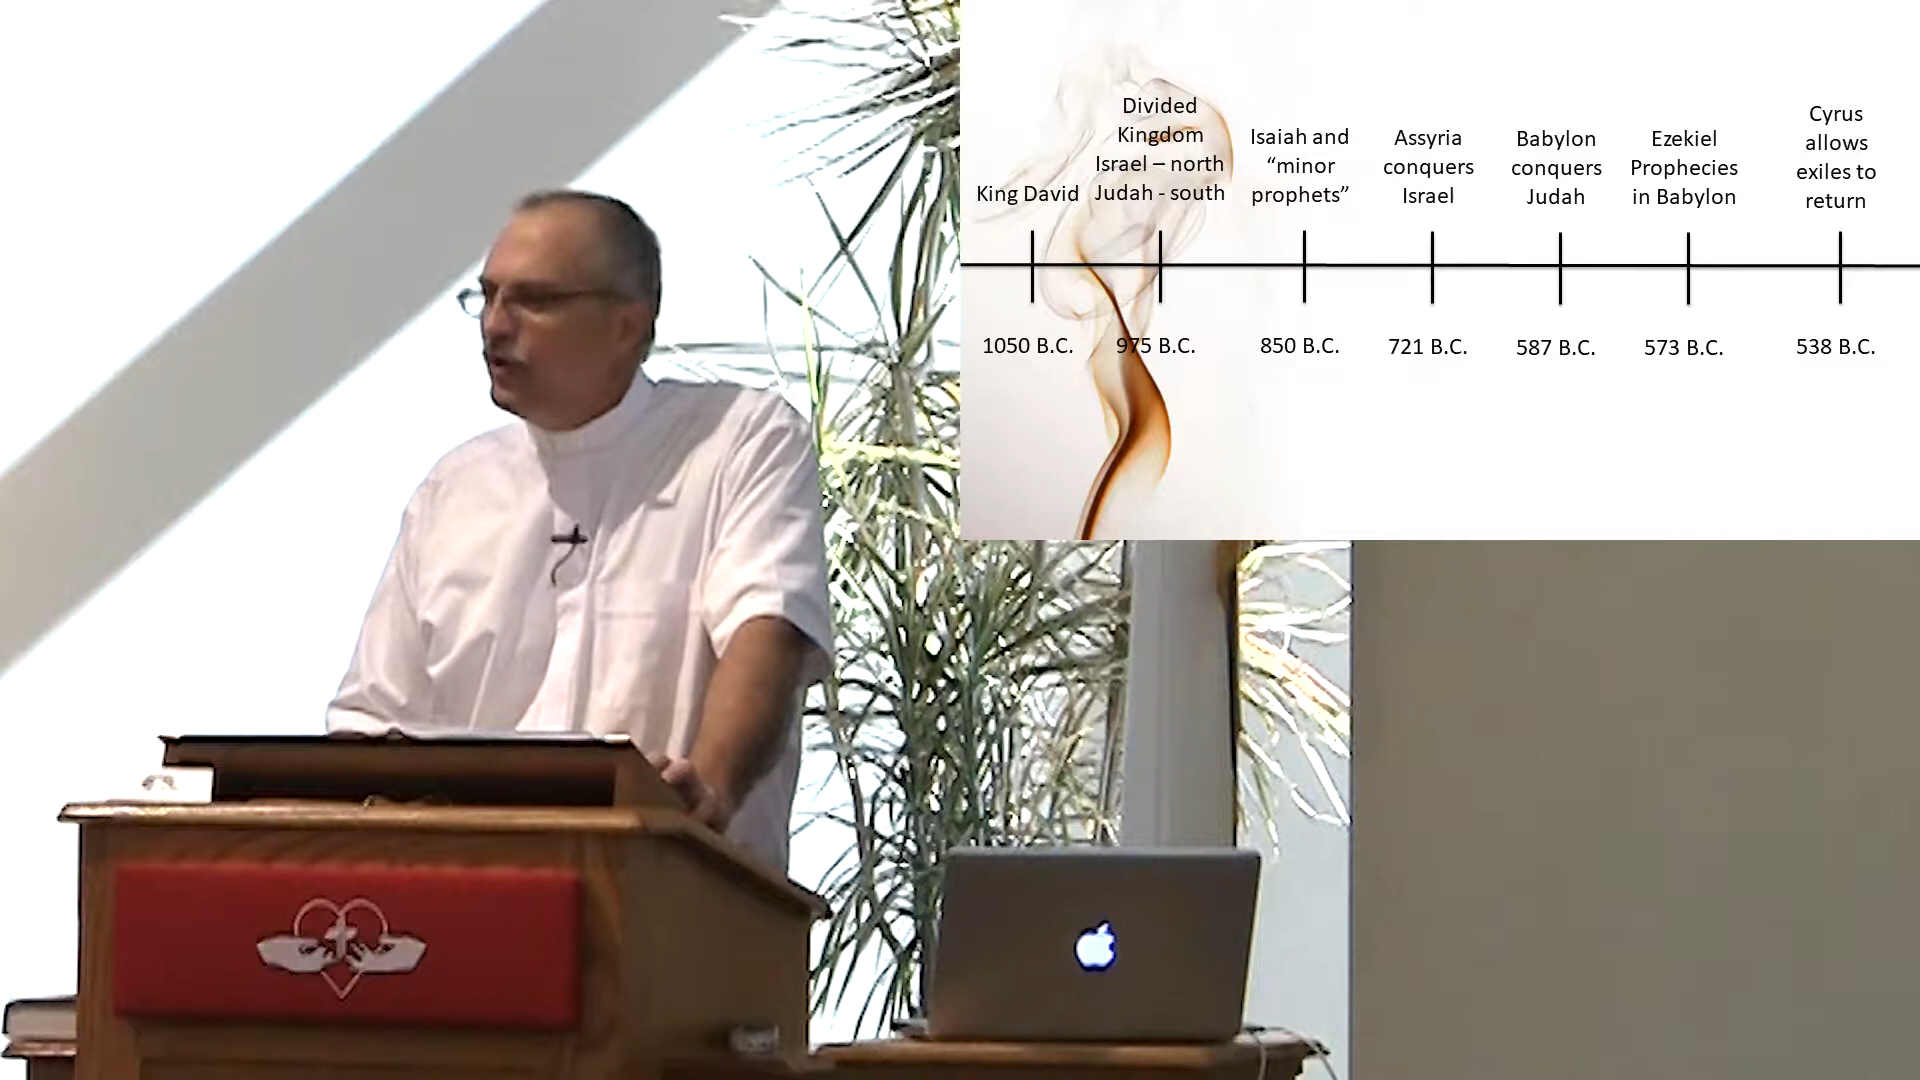 King David
Divided
Kingdom
Israel – north
Judah - south
Isaiah and
“minor
prophets”
Assyria
conquers
Israel
Babylon
conquers
Judah
Ezekiel
Prophecies
in Babylon
Cyrus
allows
exiles to
return
1050 B.C.
975 B.C.
850 B.C.
721 B.C.
587 B.C.
573 B.C.
538 B.C.